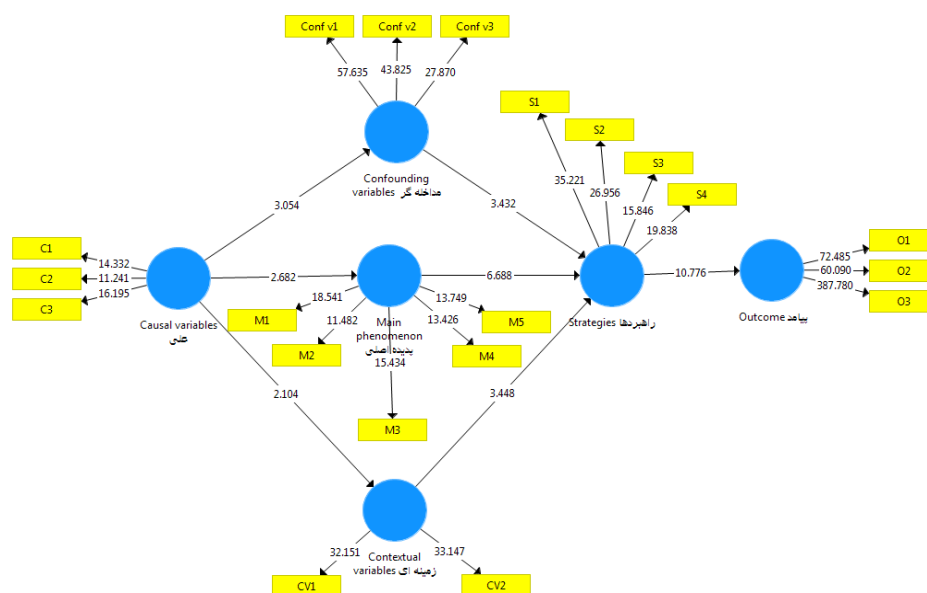 Conf v1
Conf v2
Conf v3
57.635
43.825
27.870
Confounding
variables مداخله گر
3.054
3.432
S1
S2
S3
S4
35.221
26.956
15.846
19.838
C1
C2
C3
14.332
11.241
16.195
Causal variables
علی
2.682
6.688
Main
phenomenon
پدیده اصلی
18.541
11.482
15.434
13.426
13.749
M1
M2
M3
M4
M5
Strategies راهبردها
10.776
Outcome پیامد
72.485
60.090
387.780
O1
O2
O3
2.104
3.448
Contextual
variables زمینه ای
32.151
33.147
CV1
CV2